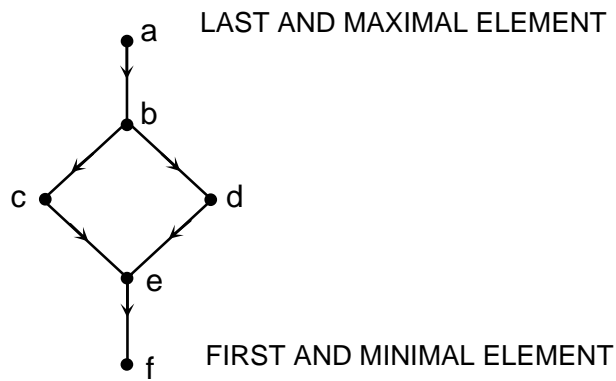 a LAST AND MAXIMAL ELEMENT
b
c d
e
f FIRST AND MINIMAL ELEMENT